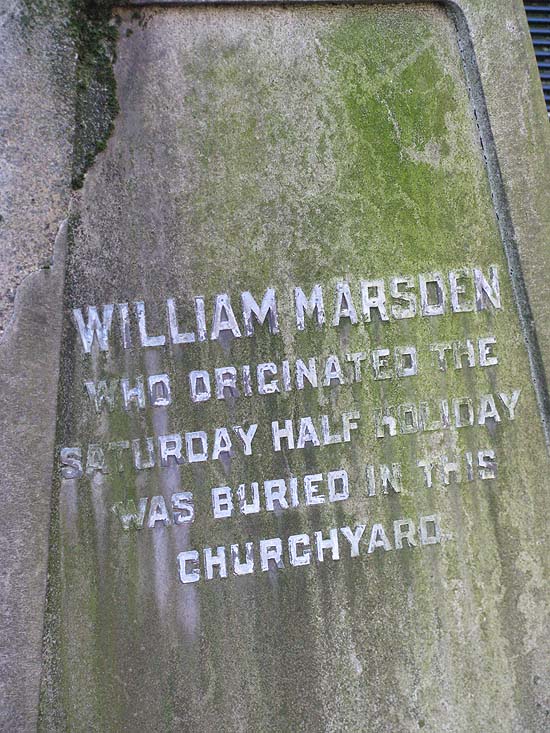 WILLIAM MARSDEN
WHO ORIGINATED THE
SATURDAY HALF HOLIDAY
WAS BURIED IN THIS
CHURCHYARD.